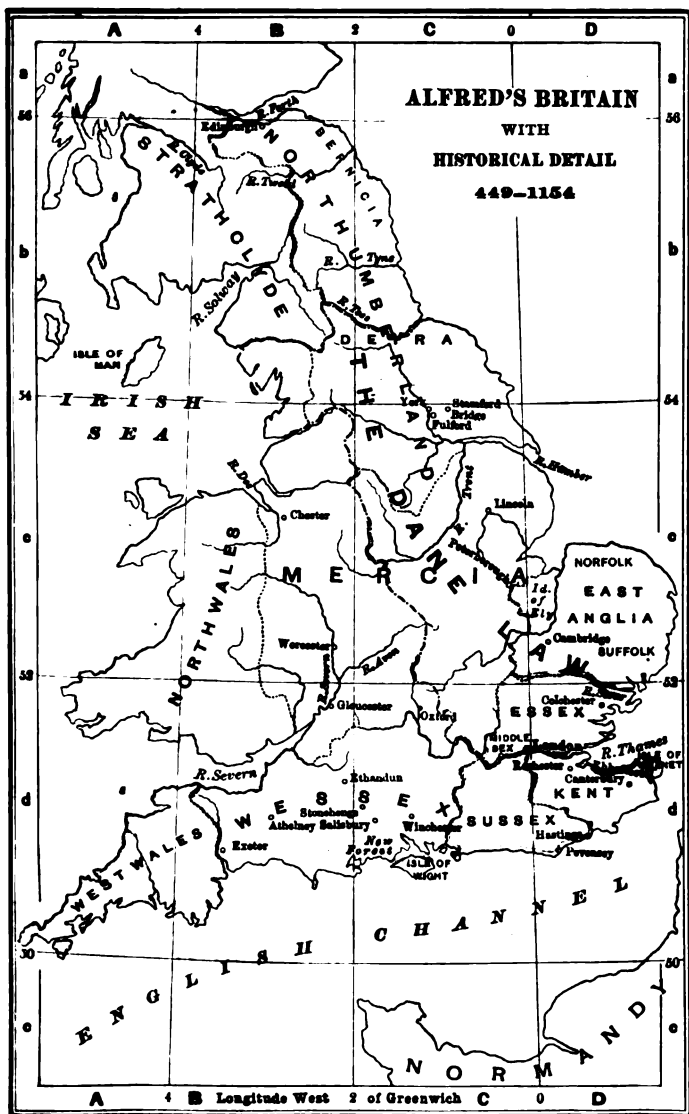 A 4 B 2 C 0 D
a
a
56
56
ALFRED'S BRITAIN
WITH
HISTORICAL DETAIL
449–1154
R. Forth
Edinburgh
BERNICIA
STRATHCLYDE
R. Clyde
NORTHUMBERLAND
R. Tweed
b
b
R. Tyne
R. Solway
R. Tees
DEIRA
ISLE OF
MAN
54
54
IRISH
SEA
York
Stamford
Bridge
Fulford
THE DANELAW
R. Humber
R. Dee
Trent
Lincoln
Chester
c
c
NORTHWALES
MERCIA
Peterborough
NORFOLK
EAST
ANGLIA
Id.
of
Ely
Cambridge
SUFFOLK
Worcester
R. Avon
R. Severn
52
52
Gloucester
Oxford
Colchester
ESSEX
MIDDLE
SEX
London
R. Thames
R. Severn
Ethandun
Rochester
Canterbury
KENT
d
d
WESSEX
Stonehenge
Athelney
Salisbury
Winchester
SUSSEX
Hastings
Pevensey
WEST WALES
Exeter
New
Forest
ISLE OF
WIGHT
ENGLISH CHANNEL
50
50
NORMANDY
A 4 B Longitude West 2 of Greenwich C 0 D